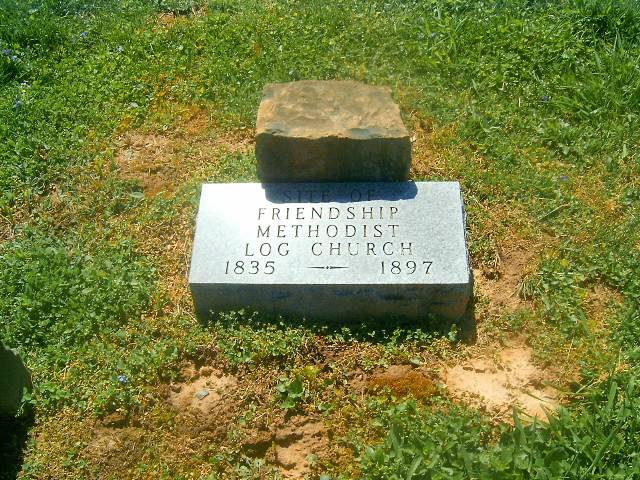 SITE OF
FRIENDSHIP
METHODIST
LOG CHURCH
1835 — 1897